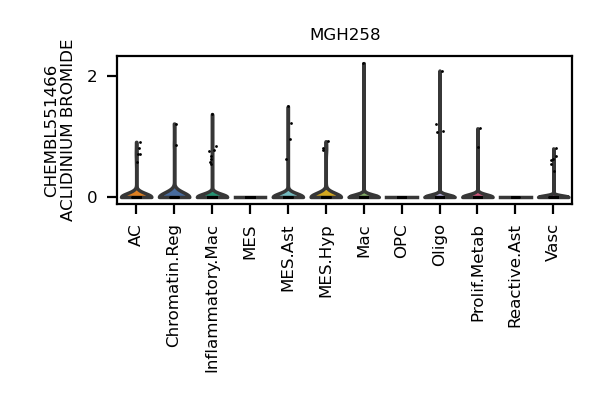 MGH258
CHEMBL551466
ACLIDINIUM BROMIDE
2
0
AC
Chromatin.Reg
Inflammatory.Mac
MES
MES.Ast
MES.Hyp
Mac
OPC
Oligo
Prolif.Metab
Reactive.Ast
Vasc